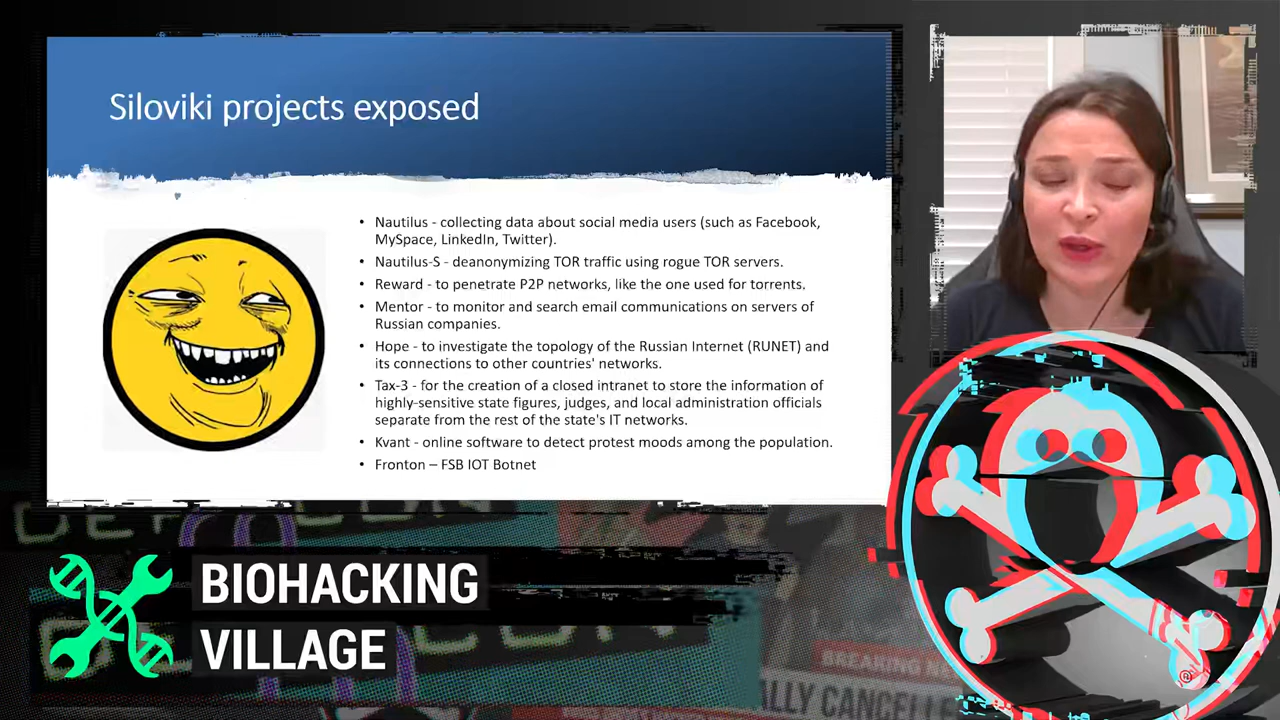 Siloviki projects exposed
• Nautilus - collecting data about social media users (such as Facebook,
MySpace, LinkedIn, Twitter).
• Nautilus-S - deanonymizing TOR traffic using rogue TOR servers.
• Reward - to penetrate P2P networks, like the one used for torrents.
• Mentor - to monitor and search email communications on servers of
Russian companies.
• Hope - to investigate the topology of the Russian Internet (RUNET) and
its connections to other countries' networks.
• Tax-3 - for the creation of a closed intranet to store the information of
highly-sensitive state figures, judges, and local administration officials
separate from the rest of the state's IT networks.
• Kvant - online software to detect protest moods among the population.
• Fronton – FSB IOT Botnet
BIOHACKING
VILLAGE
BREAKING
ALLY CANCELLE
®